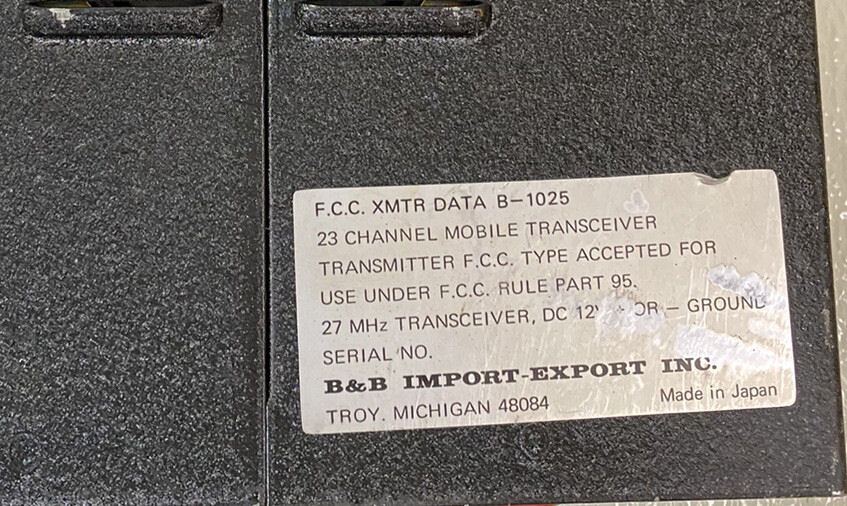 F.C.C. XMTR DATA B-1025
23 CHANNEL MOBILE TRANSCEIVER
TRANSMITTER F.C.C. TYPE ACCEPTED FOR
USE UNDER F.C.C. RULE PART 95.
27 MHz TRANSCEIVER, DC 12V + OR - GROUND
SERIAL NO.
B&B IMPORT-EXPORT INC.
TROY. MICHIGAN 48084 Made in Japan